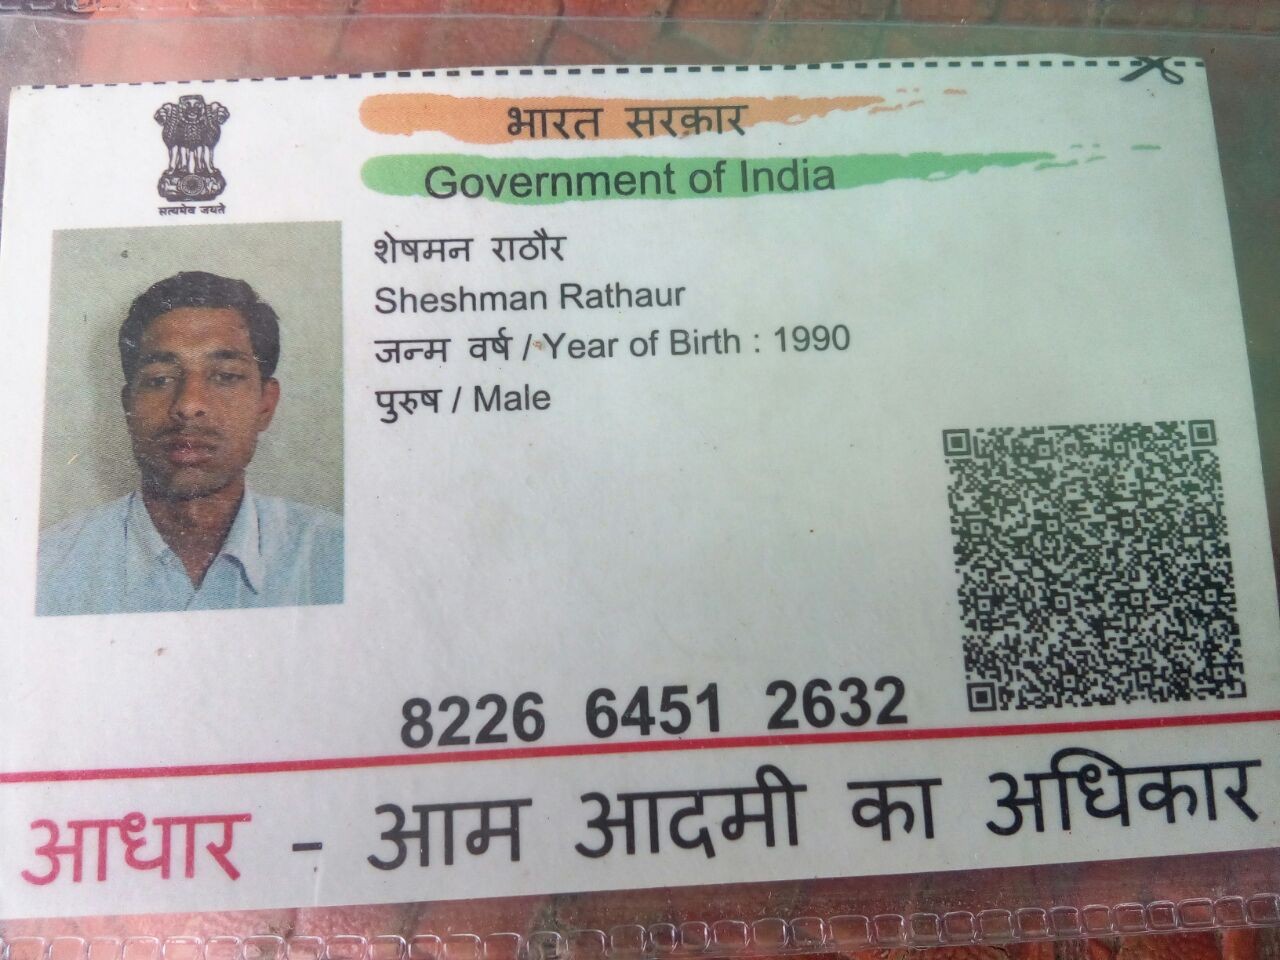 भारत सरकार
Government of India
सत्यमेव जयते
शेषमन राठौर
Sheshman Rathaur
जन्म वर्ष / Year of Birth : 1990
पुरुष / Male
8226 6451 2632
आधार - आम आदमी का अधिकार